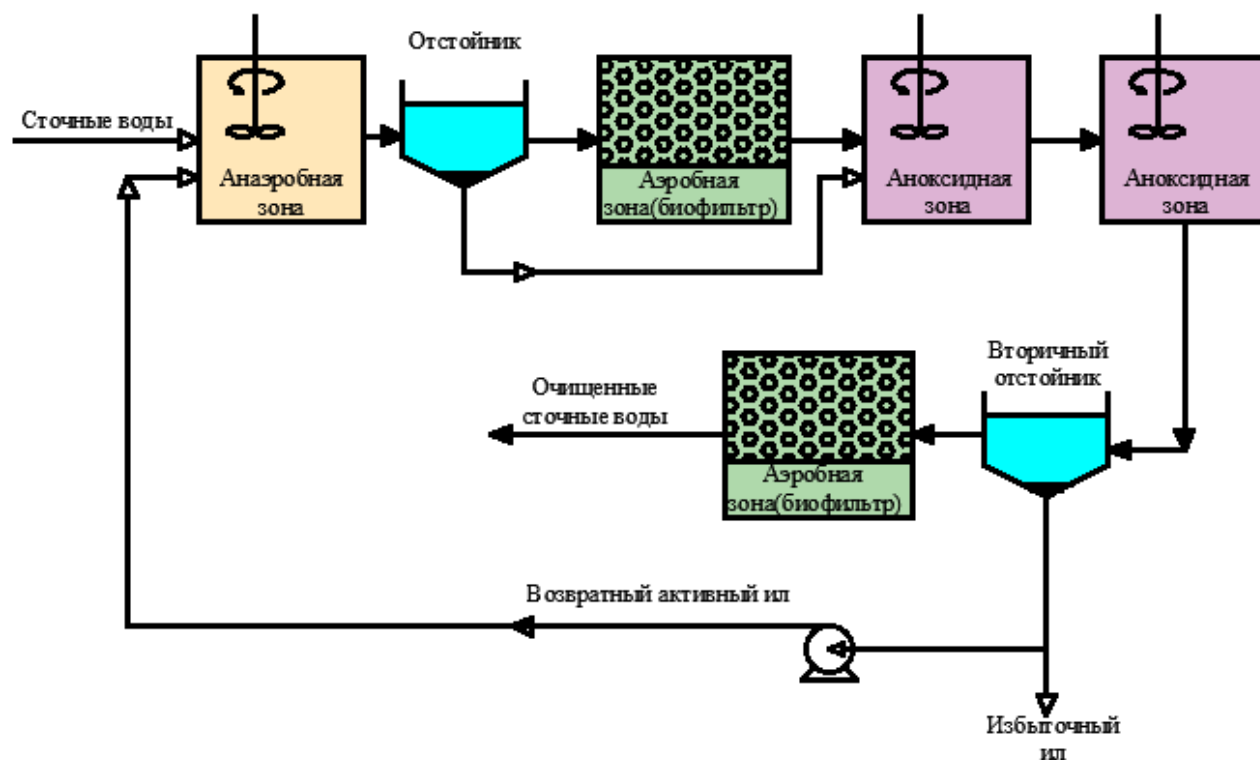 Отстойник
Сточные воды
Анаэробная
зона
Аэробная
зона(биофильтр)
Аноксидная
зона
Аноксидная
зона
Вторичный
отстойник
Очищенные
сточные воды
Аэробная
зона(биофильтр)
Возвратный активный ил
Избыточный
ил